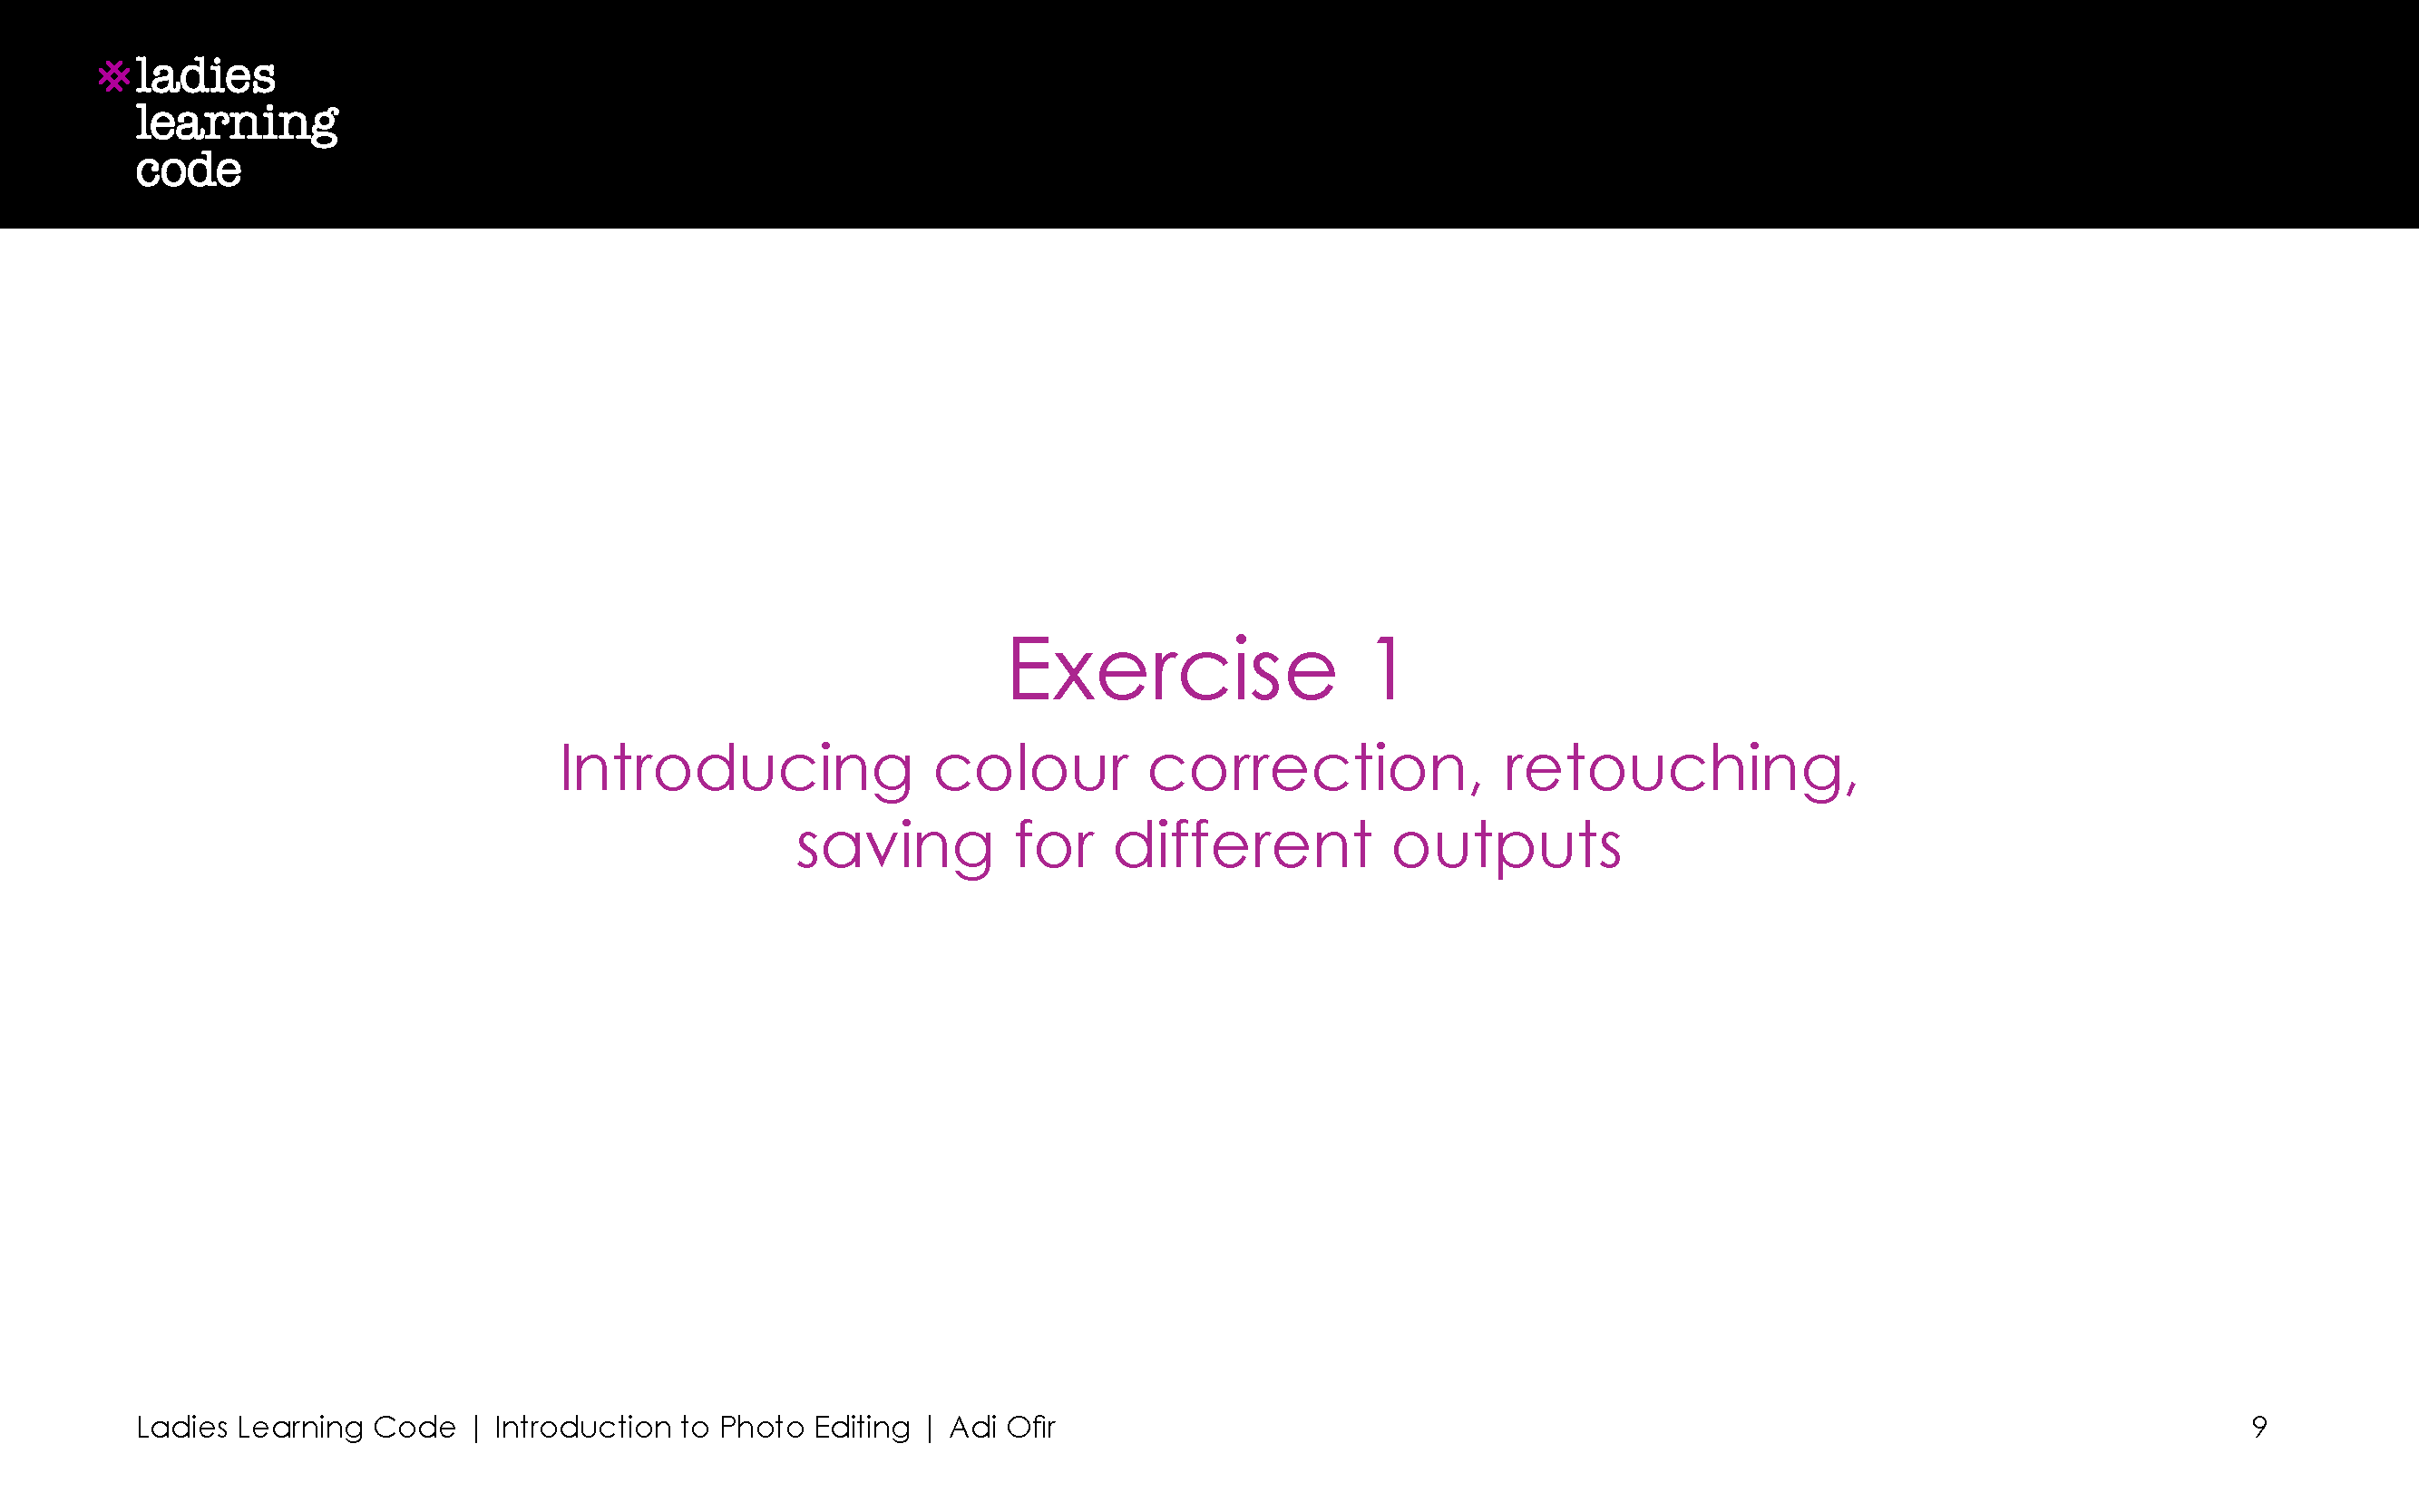 ladies
learning
code
Exercise 1
Introducing colour correction, retouching,
saving for different outputs
Ladies Learning Code | Introduction to Photo Editing | Adi Ofir
9